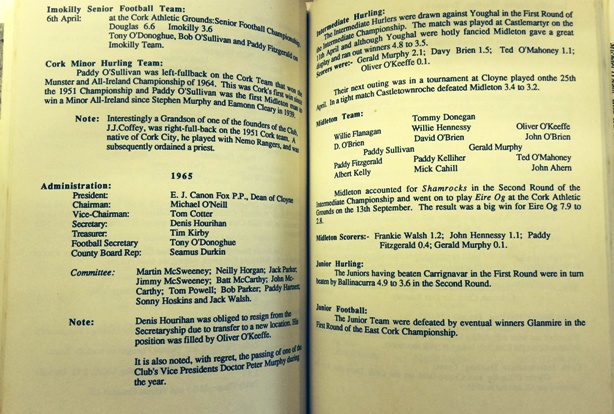 Imokilly Senior Football Team:
6th April: at the Cork Athletic Grounds:Senior Football Championship.
Douglas 6.6 Imokilly 3.6
Tony O'Donoghue, Bob O'Sullivan and Paddy Fitzgerald on
Imokilly Team.
Cork Minor Hurling Team:
Paddy O'Sullivan was left-fullback on the Cork Team that won the
Munster and All-Ireland Championship of 1964. This was Cork's first win since
the 1951 Championship and Paddy O'Sullivan was the first Midleton man to
win a Minor All-Ireland since Stephen Murphy and Eamonn Cleary in 1939.
Note: Interestingly a Grandson of one of the founders of the Club,
J.J.Coffey, was right-full-back on the 1951 Cork team. A
native of Cork City, he played with Nemo Rangers, and was
subsequently ordained a priest.
1965
Administration:
President: E. J. Canon Fox P.P., Dean of Cloyne
Chairman: Michael O'Neill
Vice-Chairman: Tom Cotter
Secretary: Denis Hourihan
Treasurer: Tim Kirby
Football Secretary Tony O'Donoghue
County Board Rep: Seamus Durkin
Committee: Martin McSweeney; Neilly Horgan; Jack Parker;
Jimmy McSweeney; Batt McCarthy; John Mc-
Carthy; Tom Powell; Bob Parker; Paddy Hartnett;
Sonny Hoskins and Jack Walsh.
Note: Denis Hourihan was obliged to resign from the
Secretaryship due to transfer to a new location. His
position was filled by Oliver O'Keeffe.
It is also noted, with regret, the passing of one of the
Club's Vice Presidents Doctor Peter Murphy during
the year.
Intermediate Hurling:
The Intermediate Hurlers were drawn against Youghal in the First Round of
the Intermediate Championship. The match was played at Castlemartyr on the
11th April and although Youghal were hotly fancied Midleton gave a great
display and ran out winners 4.8 to 3.5.
Scorers were:- Gerald Murphy 2.1; Davy Brien 1.5; Ted O'Mahony 1.1;
Oliver O'Keeffe 0.1.
Their next outing was in a tournament at Cloyne played onthe 25th
April. In a tight match Castletownroche defeated Midleton 3.4 to 3.2.
Midleton Team: Tommy Donegan
Willie Flanagan Willie Hennessy Oliver O'Keeffe
D. O'Brien David O'Brien John O'Brien
Paddy Sullivan Gerald Murphy
Paddy Fitzgerald Paddy Kelliher Ted O'Mahoney
Albert Kelly Mick Cahill John Ahern
Midleton accounted for Shamrocks in the Second Round of the
Intermediate Championship and went on to play Eire Og at the Cork Athletic
Grounds on the 13th September. The result was a big win for Eire Og 7.9 to
2.8.
Midleton Scorers:- Frankie Walsh 1.2; John Hennessy 1.1; Paddy
Fitzgerald 0.4; Gerald Murphy 0.1.
Junior Hurling:
The Juniors having beaten Carrignavar in the First Round were in turn
beaten by Ballinacurra 4.9 to 3.6 in the Second Round.
Junior Football:
The Junior Team were defeated by eventual winners Glanmire in the
First Round of the East Cork Championship.